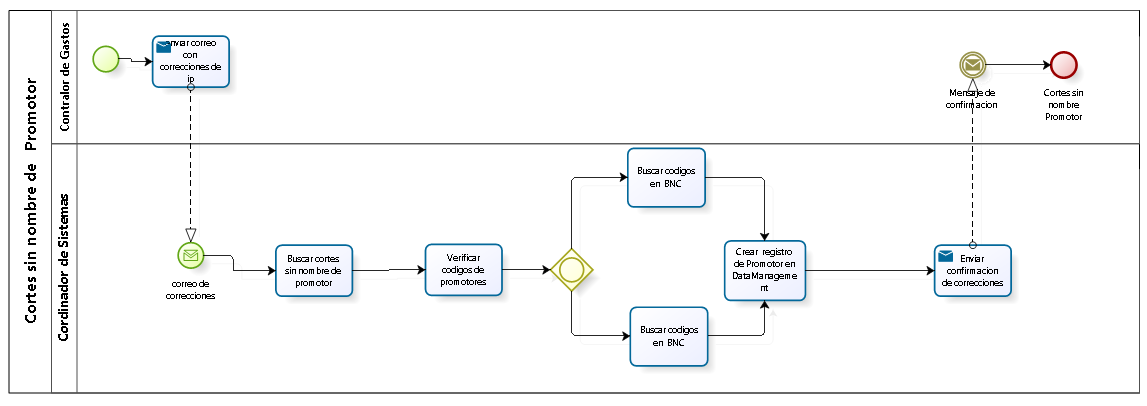 Cortes sin nombre de Promotor
Contralor de Gastos
Cordinador de Sistemas
enviar correo
con
correcciones de
ip
Mensaje de
confirmacion
Cortes sin
nombre
Promotor
correo de
correcciones
Buscar cortes
sin nombre de
promotor
Verificar
codigos de
promotores
Buscar codigos
en BNC
Buscar codigos
en BNC
Crear registro
de Promotor en
DataManageme
nt
Enviar
confirmacion
de correcciones